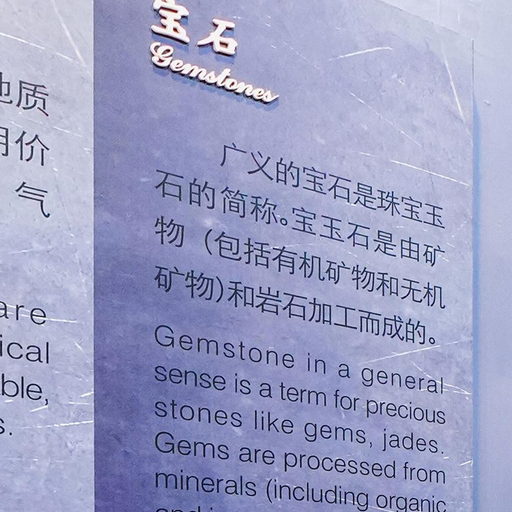 地质
用价
气
are
ical
ble,
s.
宝石
Gemstones
广义的宝石是珠宝玉
石的简称。宝玉石是由矿
物（包括有机矿物和无机
矿物)和岩石加工而成的。
Gemstone in a general
sense is a term for precious
stones like gems, jades.
Gems are processed from
minerals (including organic